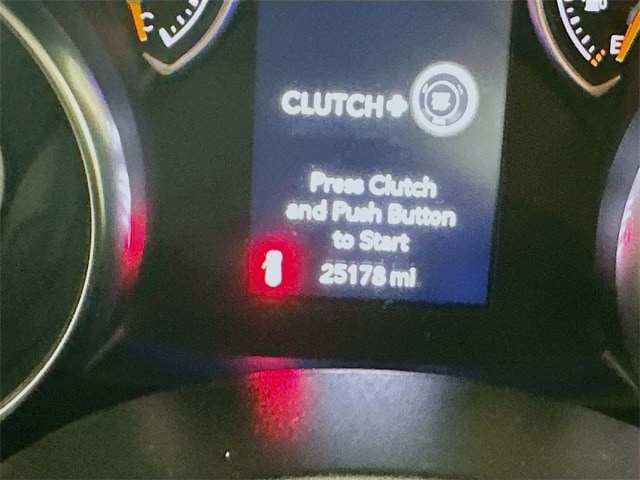 C
E
CLUTCH+
Press Clutch
and Push Button
to Start
25178 mi